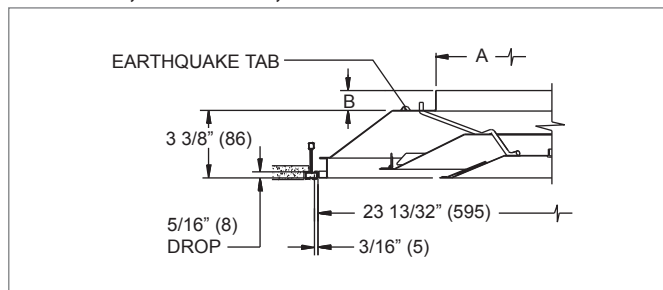 EARTHQUAKE TAB
A
B
3 3/8” (86)
5/16” (8)
DROP
23 13/32” (595)
3/16” (5)